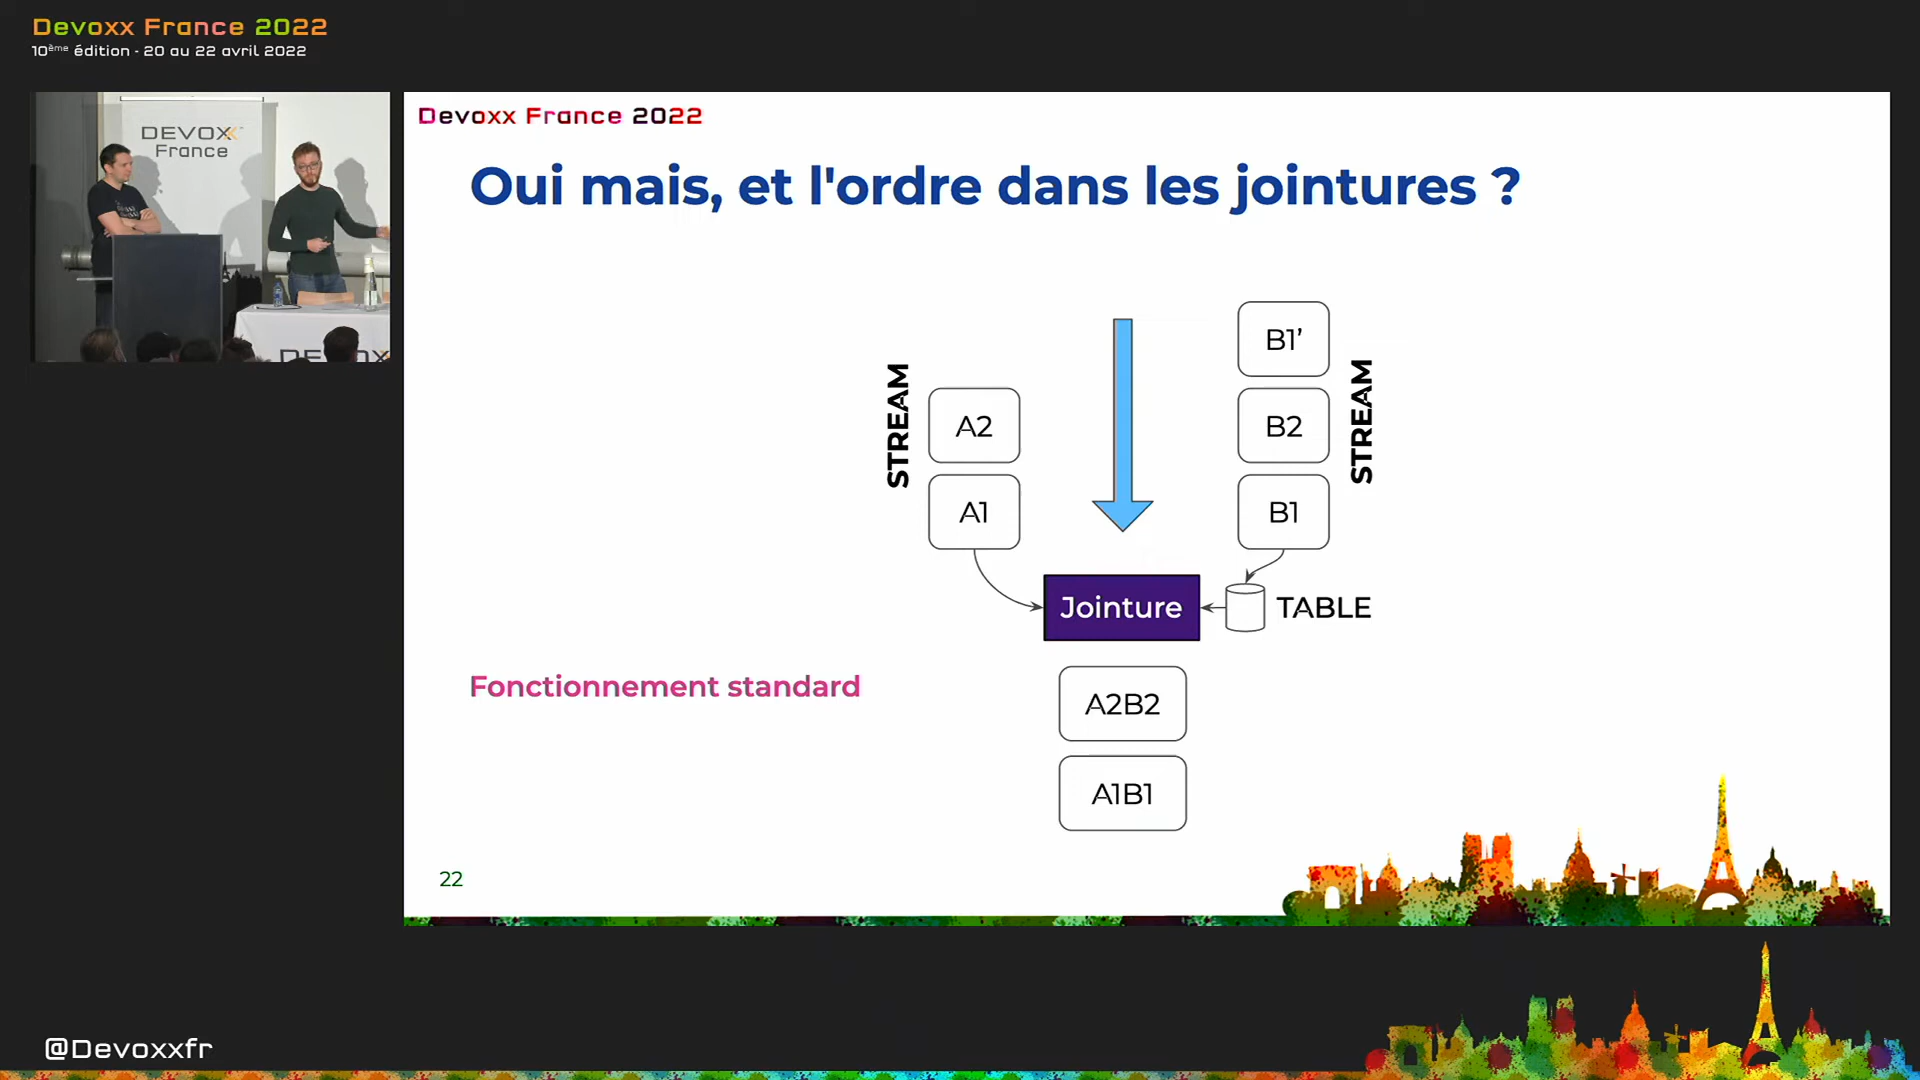 Devoxx France 2022
10ème édition - 20 au 22 avril 2022
DEVOXX
France
DEVOX
Devoxx France 2022
Oui mais, et l'ordre dans les jointures ?
STREAM
A2
A1
B1’
B2
B1
STREAM
Jointure
TABLE
Fonctionnement standard
A2B2
A1B1
22
@Devoxxfr